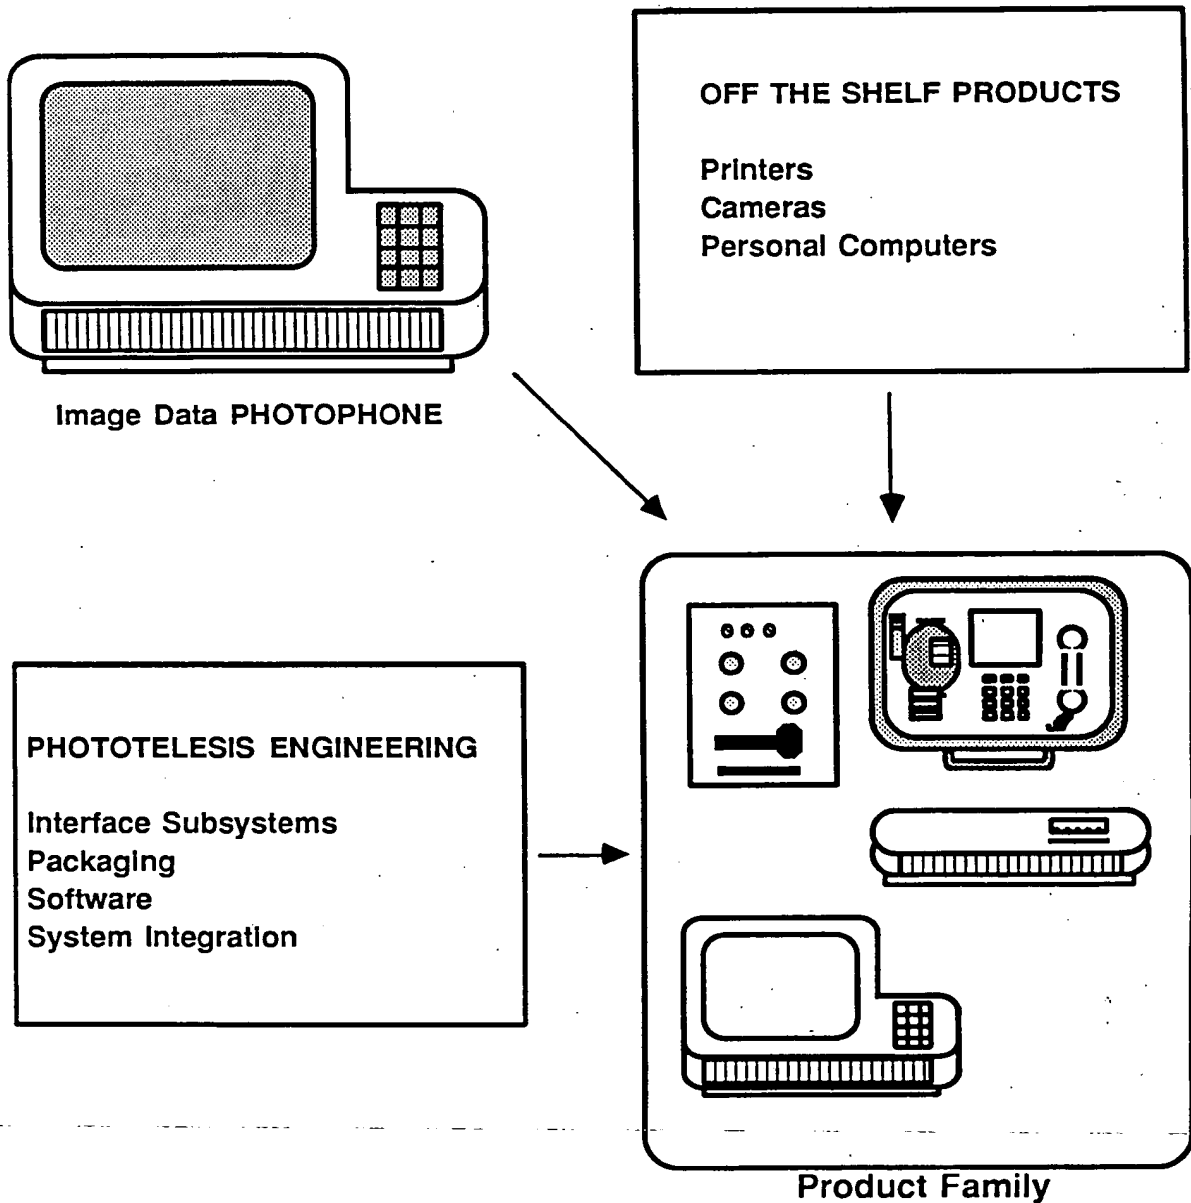 OFF THE SHELF PRODUCTS
Printers
Cameras
Personal Computers
Image Data PHOTOPHONE
PHOTOTELESIS ENGINEERING
Interface Subsystems
Packaging
Software
System Integration
Product Family